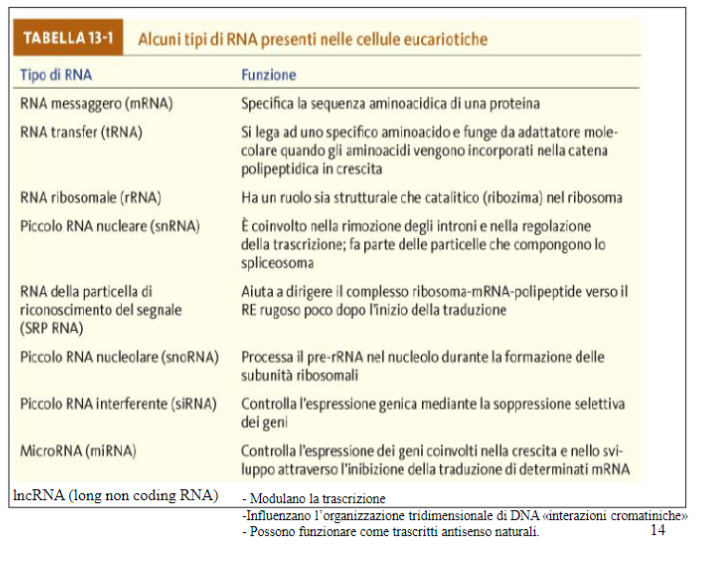 TABELLA 13-1 Alcuni tipi di RNA presenti nelle cellule eucariotiche
Tipo di RNA Funzione
RNA messaggero (mRNA) Specifica la sequenza aminoacidica di una proteina
RNA transfer (tRNA) Si lega ad uno specifico aminoacido e funge da adattatore mole-
colare quando gli aminoacidi vengono incorporati nella catena
polipeptidica in crescita
RNA ribosomale (rRNA) Ha un ruolo sia strutturale che catalitico (ribozima) nel ribosoma
Piccolo RNA nucleare (snRNA) È coinvolto nella rimozione degli introni e nella regolazione
della trascrizione; fa parte delle particelle che compongono lo
spliceosoma
RNA della particella di Aiuta a dirigere il complesso ribosoma-mRNA-polipeptide verso il
riconoscimento del segnale RE rugoso poco dopo l'inizio della traduzione
(SRP RNA)
Piccolo RNA nucleolare (snoRNA) Processa il pre-rRNA nel nucleolo durante la formazione delle
subunità ribosomali
Piccolo RNA interferente (siRNA) Controlla l'espressione genica mediante la soppressione selettiva
dei geni
MicroRNA (miRNA) Controlla l'espressione dei geni coinvolti nella crescita e nello svi-
luppo attraverso l'inibizione della traduzione di determinati mRNA
lncRNA (long non coding RNA) - Modulano la trascrizione
-Influenzano l'organizzazione tridimensionale di DNA «interazioni cromatiniche»
- Possono funzionare come trascritti antisenso naturali. 14